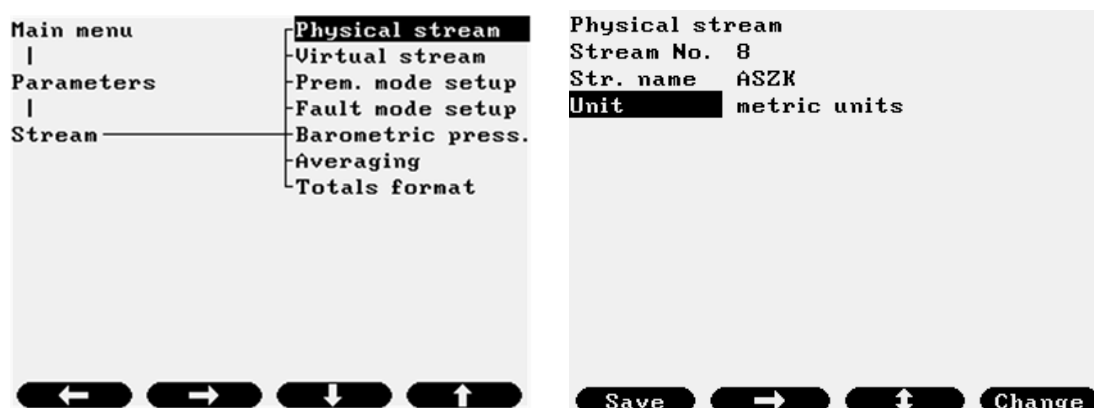 Main menu
Parameters
Stream
Physical stream
Virtual stream
Prem. mode setup
Fault mode setup
Barometric press.
Averaging
Totals format
Physical stream
Stream No. 8
Str. name ASZK
Unit metric units
Save
Change